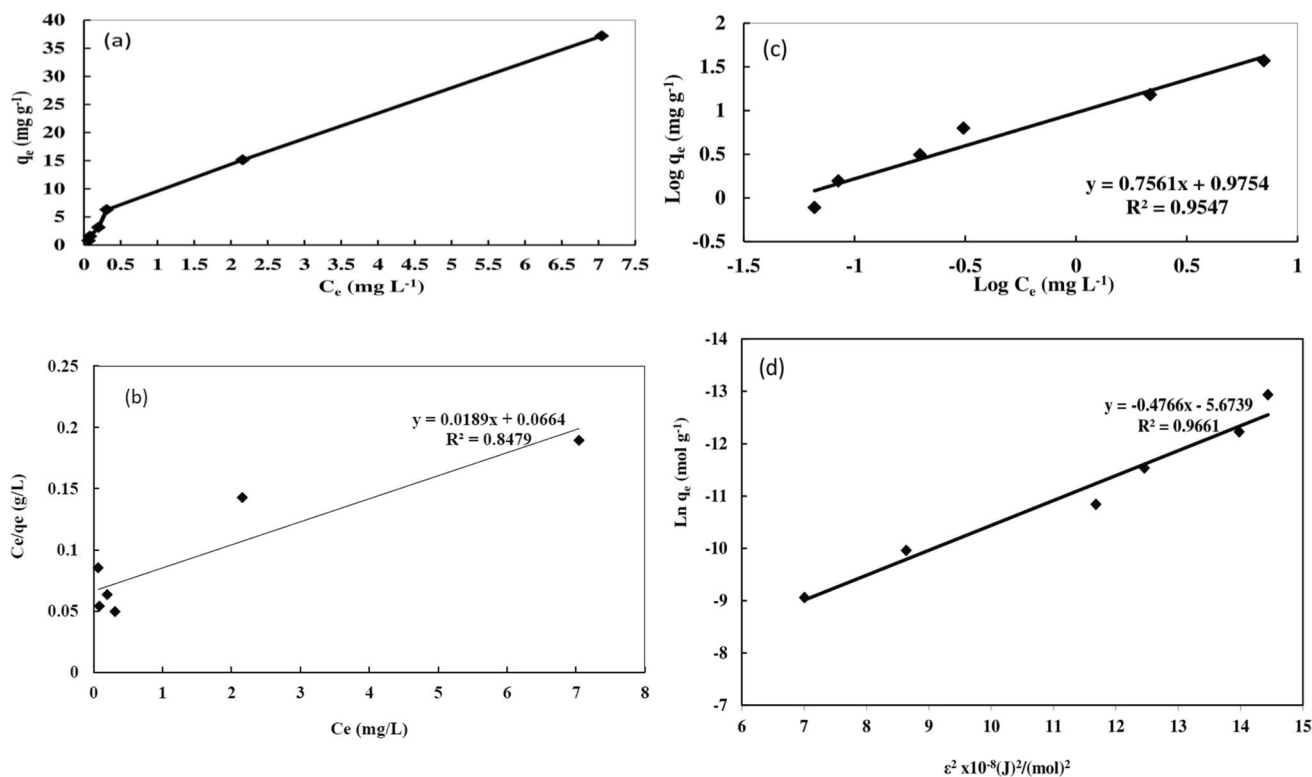 (a)
40
35
30
25
20
15
10
5
0
qₑ (mg g⁻¹)
0 0.5 1 1.5 2 2.5 3 3.5 4 4.5 5 5.5 6 6.5 7 7.5
Cₑ (mg L⁻¹)
(c)
2
1.5
1
0.5
0
-0.5
Log qₑ (mg g⁻¹)
y = 0.7561x + 0.9754
R² = 0.9547
-1.5 -1 -0.5 0 0.5 1
Log Cₑ (mg L⁻¹)
(b)
0.25
0.2
0.15
0.1
0.05
0
Ce/qe (g/L)
y = 0.0189x + 0.0664
R² = 0.8479
0 1 2 3 4 5 6 7 8
Ce (mg/L)
(d)
-14
-13
-12
-11
-10
-9
-8
-7
Ln qₑ (mol g⁻¹)
y = -0.4766x - 5.6739
R² = 0.9661
6 7 8 9 10 11 12 13 14 15
ε² x10⁻⁸(J)²/(mol)²